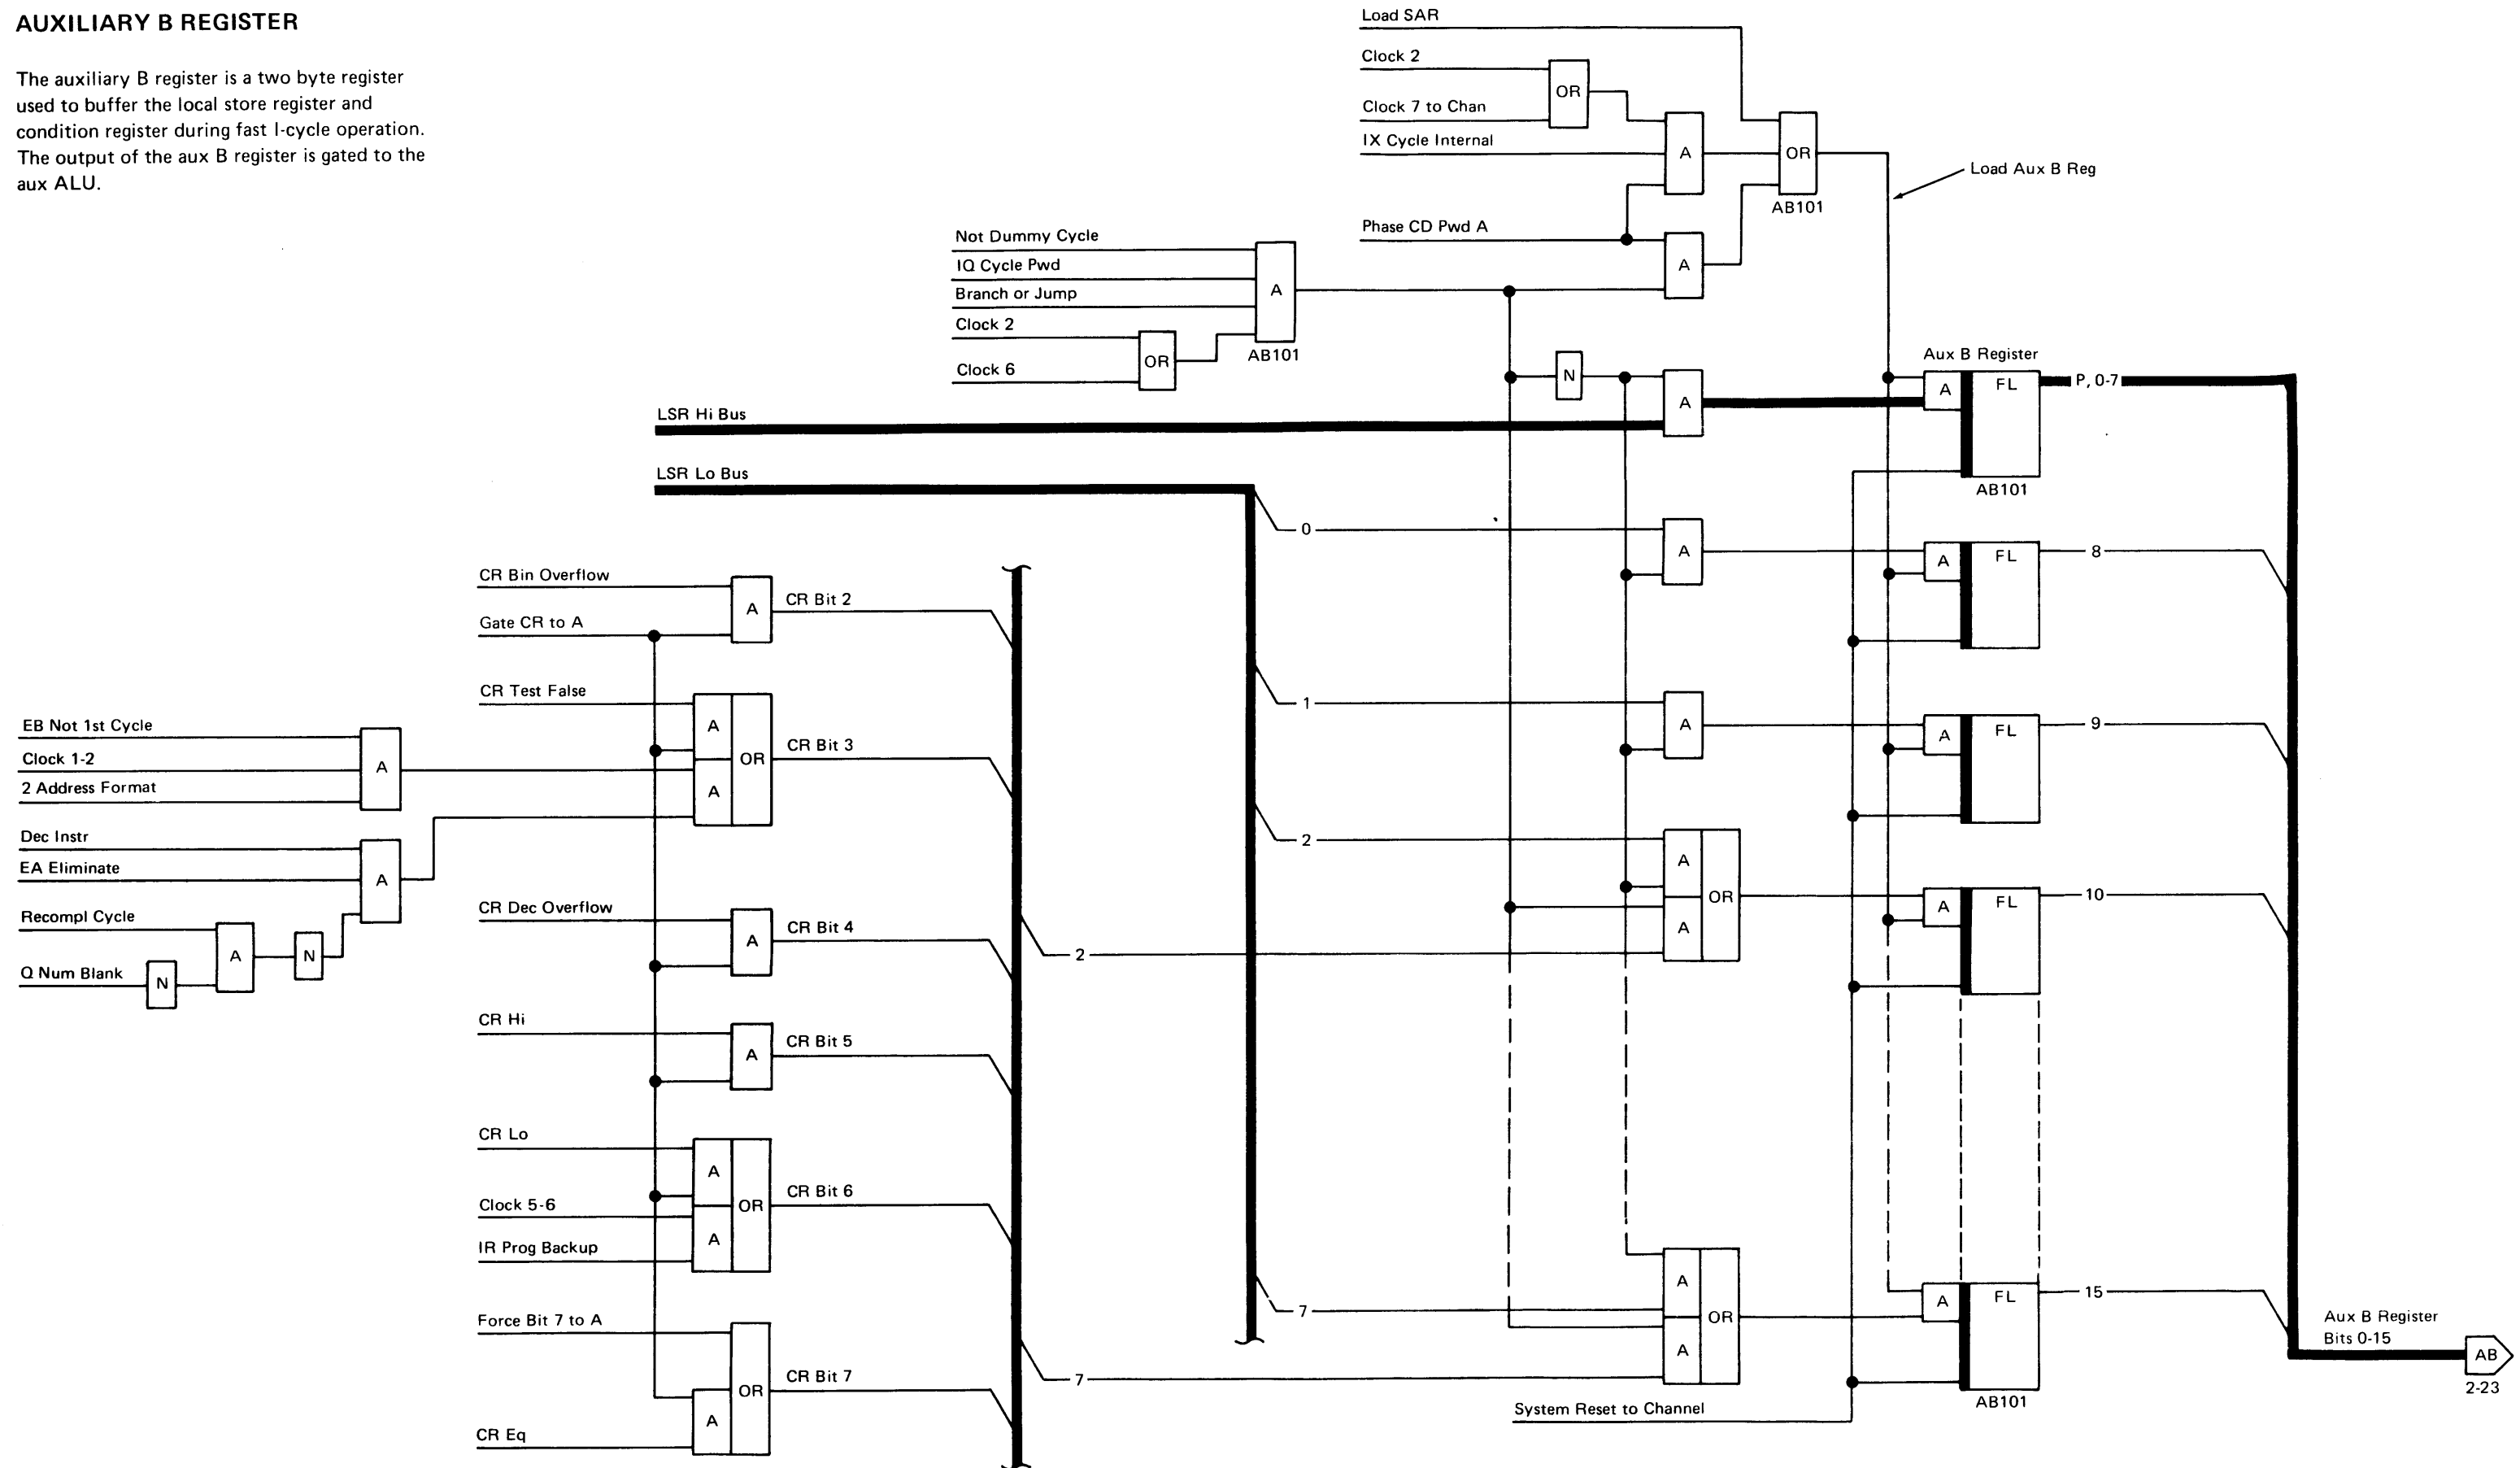 AUXILIARY B REGISTER
The auxiliary B register is a two byte register
used to buffer the local store register and
condition register during fast I-cycle operation.
The output of the aux B register is gated to the
aux ALU.
Load SAR
Clock 2
OR
Clock 7 to Chan
IX Cycle Internal
A
OR
AB101
Load Aux B Reg
Phase CD Pwd A
A
Not Dummy Cycle
IQ Cycle Pwd
Branch or Jump
Clock 2
Clock 6
OR
A
AB101
N
LSR Hi Bus
A
Aux B Register
A
FL
P, 0-7
AB101
LSR Lo Bus
0
A
A
FL
8
1
A
A
FL
9
2
A
A
OR
2
A
FL
10
7
A
A
OR
7
A
FL
15
AB101
System Reset to Channel
Aux B Register
Bits 0-15
AB
2-23
CR Bin Overflow
Gate CR to A
A
CR Bit 2
CR Test False
A
A
OR
CR Bit 3
EB Not 1st Cycle
Clock 1-2
2 Address Format
A
Dec Instr
EA Eliminate
A
Recompl Cycle
Q Num Blank
N
A
N
CR Dec Overflow
A
CR Bit 4
CR Hi
A
CR Bit 5
CR Lo
Clock 5-6
IR Prog Backup
A
A
OR
CR Bit 6
Force Bit 7 to A
CR Eq
A
OR
CR Bit 7